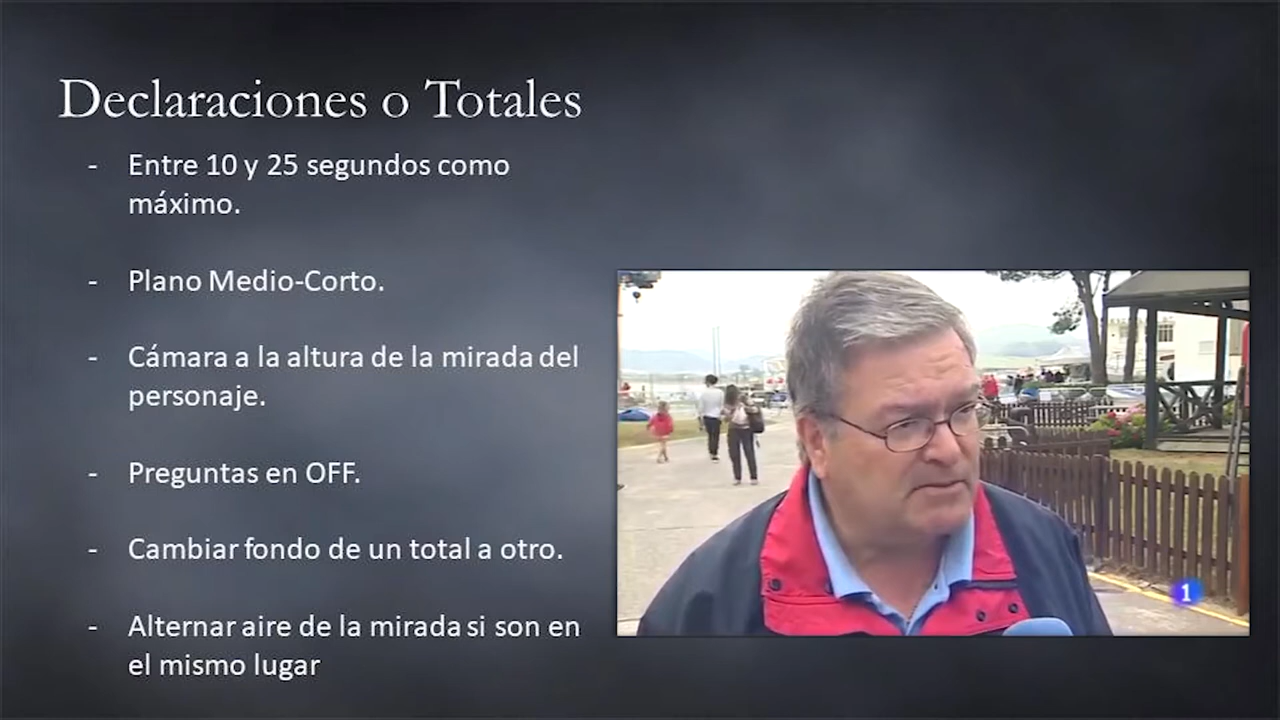 Declaraciones o Totales
- Entre 10 y 25 segundos como
máximo.
- Plano Medio-Corto.
- Cámara a la altura de la mirada del
personaje.
- Preguntas en OFF.
- Cambiar fondo de un total a otro.
- Alternar aire de la mirada si son en
el mismo lugar
1